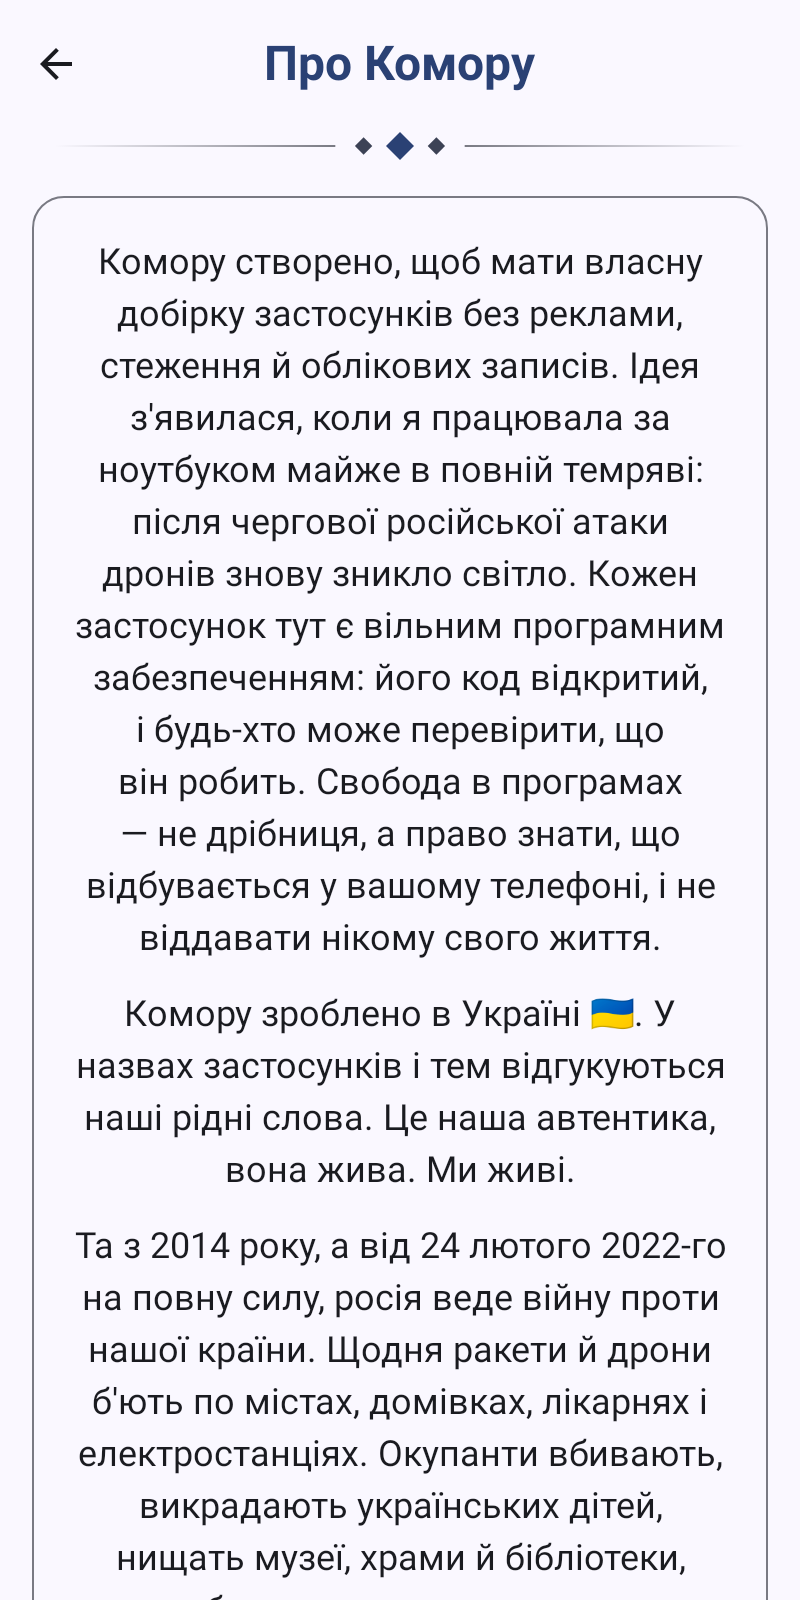 Про Комору
Комору створено, щоб мати власну
добірку застосунків без реклами,
стеження й облікових записів. Ідея
з'явилася, коли я працювала за
ноутбуком майже в повній темряві:
після чергової російської атаки
дронів знову зникло світло. Кожен
застосунок тут є вільним програмним
забезпеченням: його код відкритий,
і будь-хто може перевірити, що
він робить. Свобода в програмах
— не дрібниця, а право знати, що
відбувається у вашому телефоні, і не
віддавати нікому свого життя.
Комору зроблено в Україні 🇺🇦. У
назвах застосунків і тем відгукуються
наші рідні слова. Це наша автентика,
вона жива. Ми живі.
Та з 2014 року, а від 24 лютого 2022-го
на повну силу, росія веде війну проти
нашої країни. Щодня ракети й дрони
б'ють по містах, домівках, лікарнях і
електростанціях. Окупанти вбивають,
викрадають українських дітей,
нищать музеї, храми й бібліотеки,